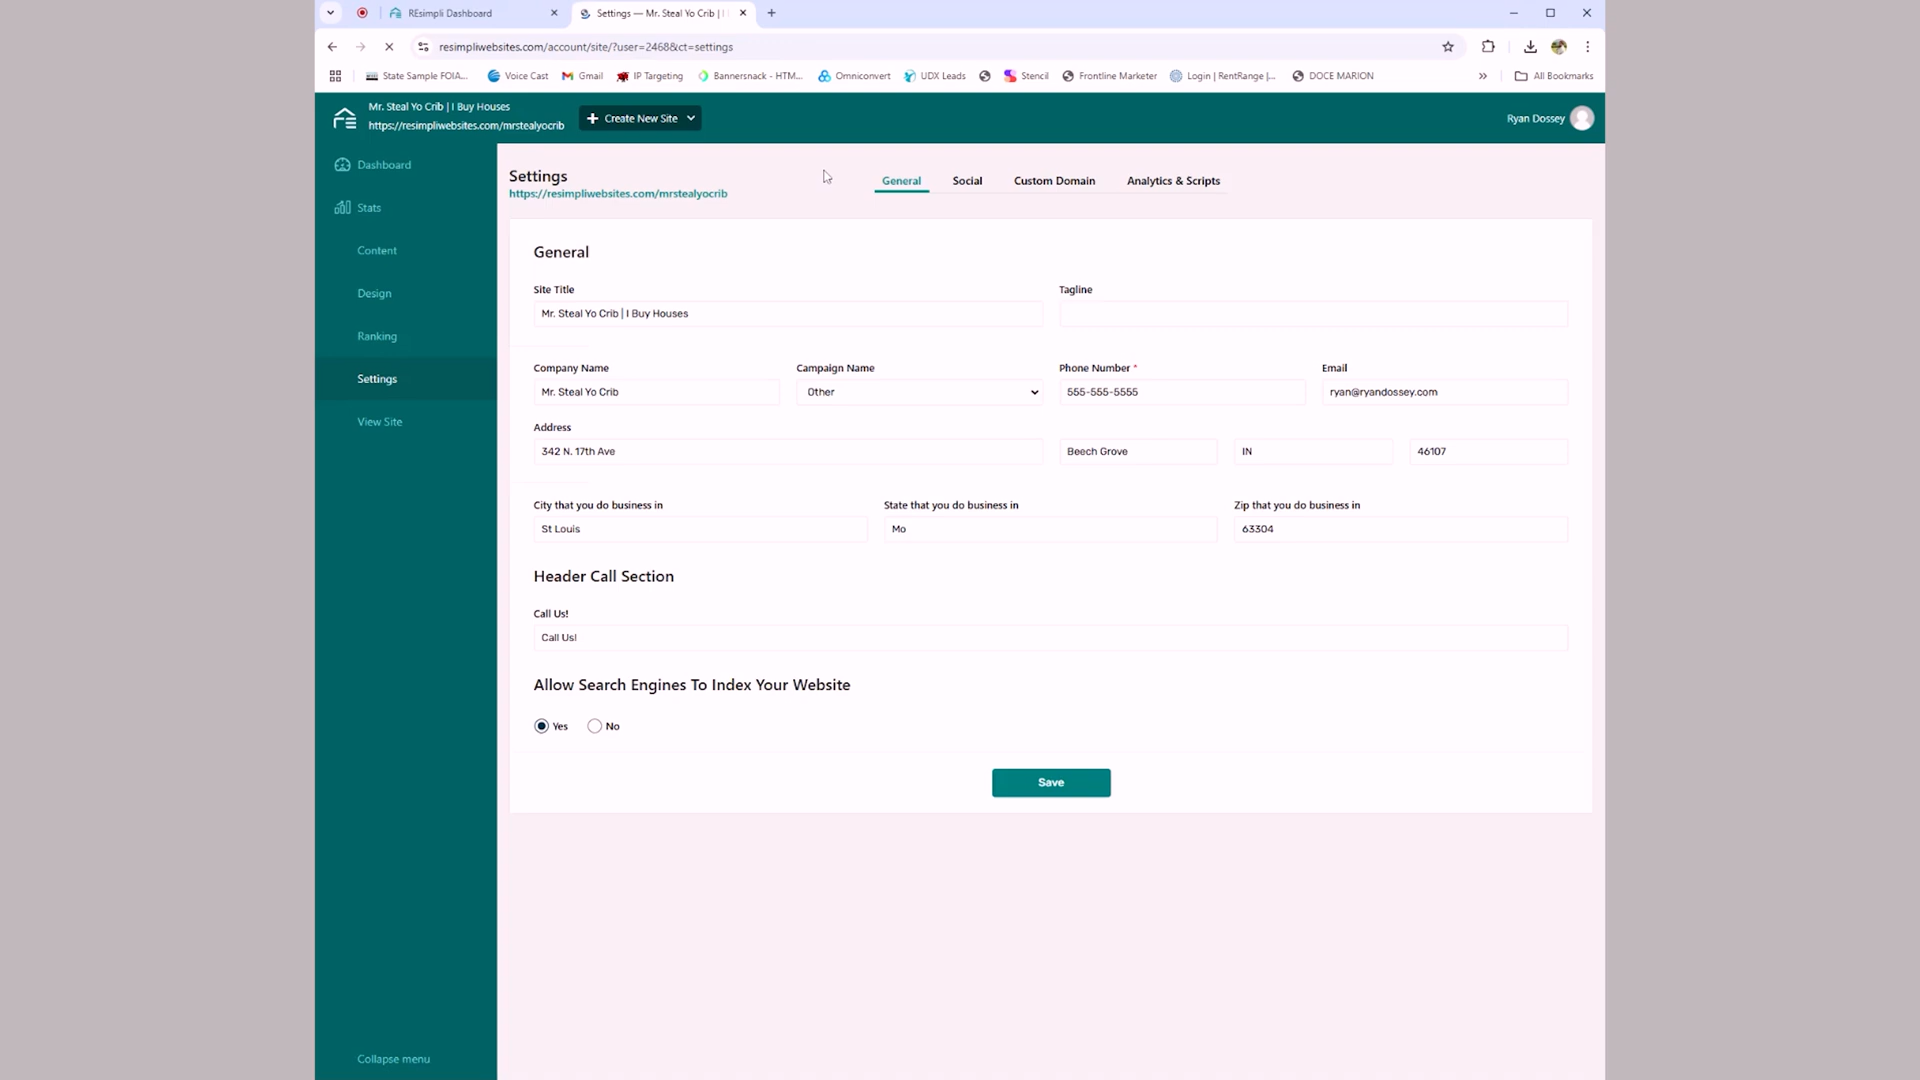 REsimpli Dashboard
Settings — Mr. Steal Yo Crib |
resimpliwebsites.com/account/site/?user=2468&ct=settings
State Sample FOIA...
Voice Cast
Gmail
IP Targeting
Bannersnack - HTM...
Omniconvert
UDX Leads
Stencil
Frontline Marketer
Login | RentRange |...
DOCE MARION
All Bookmarks
Mr. Steal Yo Crib | I Buy Houses
https://resimpliwebsites.com/mrstealyocrib
Create New Site
Ryan Dossey
Dashboard
Stats
Content
Design
Ranking
Settings
View Site
Collapse menu
Settings
https://resimpliwebsites.com/mrstealyocrib
General Social Custom Domain Analytics & Scripts
General
Site Title Tagline
Mr. Steal Yo Crib | I Buy Houses
Company Name Campaign Name Phone Number * Email
Mr. Steal Yo Crib Other 555-555-5555 ryan@ryandossey.com
Address
342 N. 17th Ave Beech Grove IN 46107
City that you do business in State that you do business in Zip that you do business in
St Louis Mo 63304
Header Call Section
Call Us!
Call Us!
Allow Search Engines To Index Your Website
Yes No
Save